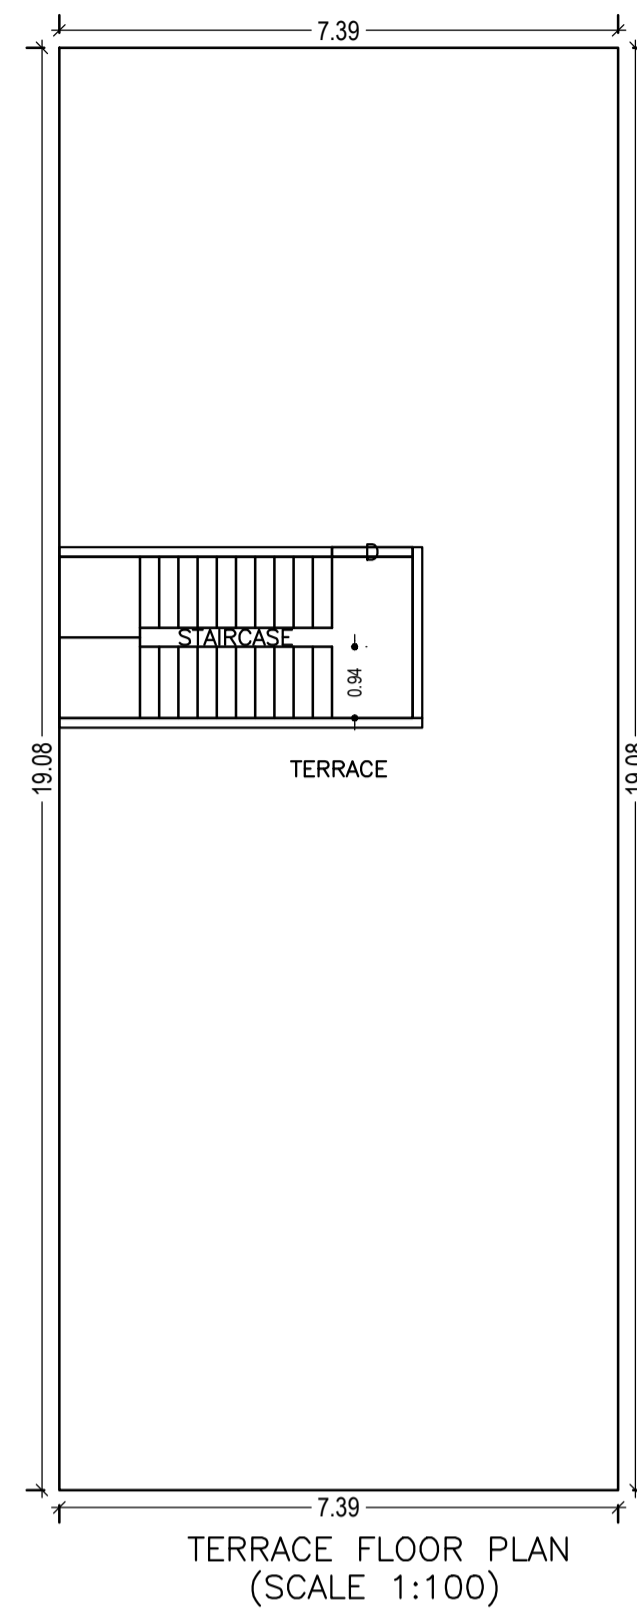 7.39
D
STAIRCASE
0.94
TERRACE
19.08
19.08
7.39
TERRACE FLOOR PLAN
(SCALE 1:100)